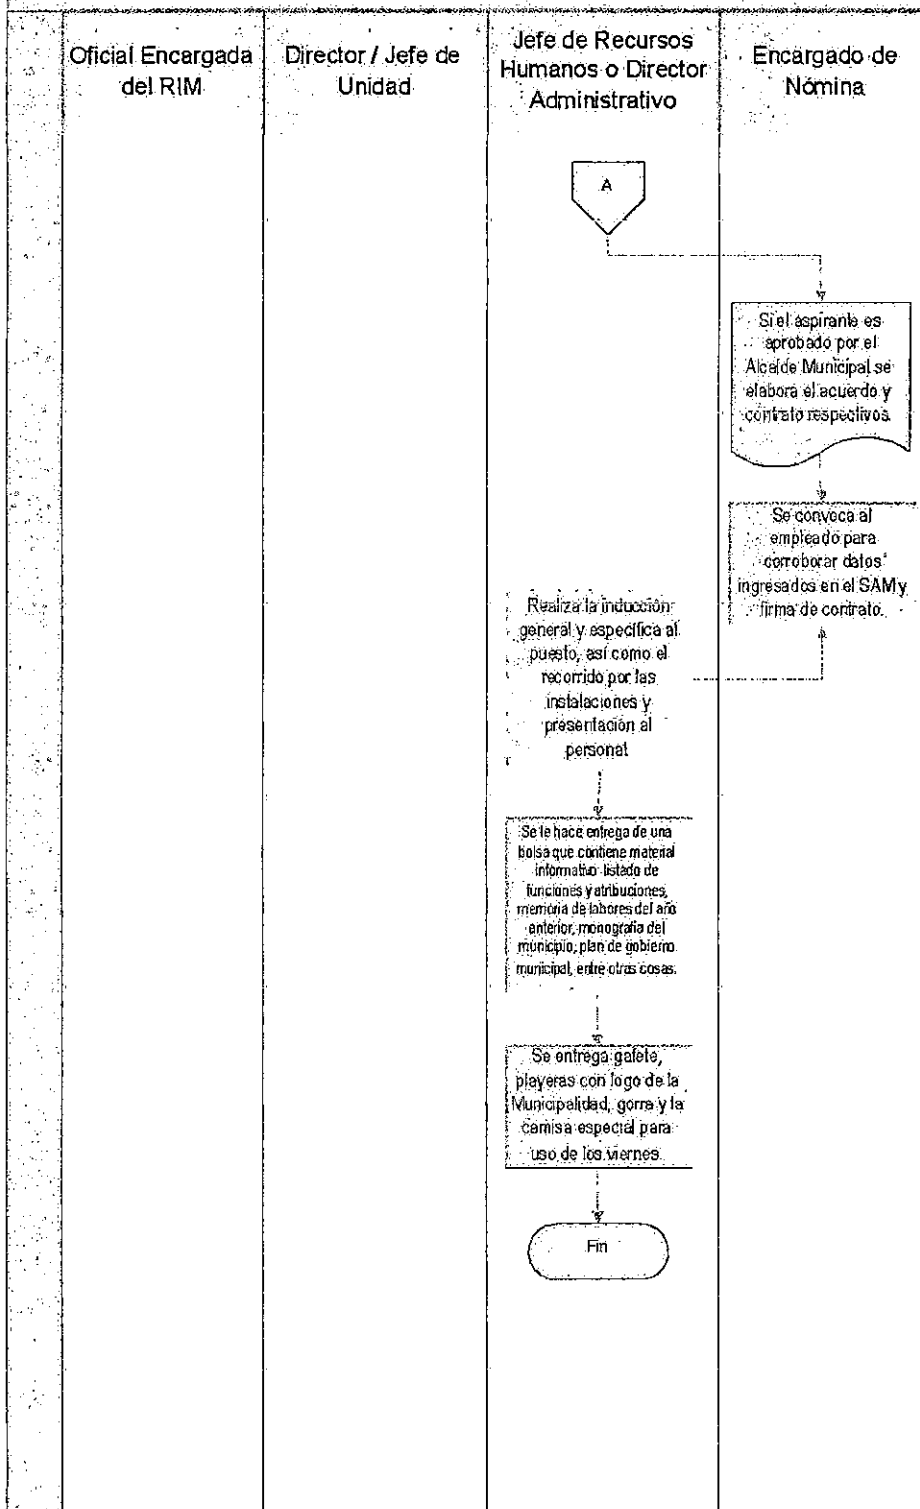 Oficial Encargada
del RIM
Director / Jefe de
Unidad
Jefe de Recursos
Humanos o Director
Administrativo
Encargado de
Nómina
A
Si el aspirante es
aprobado por el
Alcalde Municipal se
elabora el acuerdo y
contrato respectivos.
Se convoca al
empleado para
corroborar datos
ingresados en el SAM y
firma de contrato.
Realiza la inducción
general y específica al
puesto, así como el
recorrido por las
instalaciones y
presentación al
personal
Se le hace entrega de una
bolsa que contiene material
informativo: listado de
funciones y atribuciones,
memoria de labores del año
anterior, monografía del
municipio, plan de gobierno
municipal, entre otras cosas.
Se entrega gafete,
playeras con logo de la
Municipalidad, gorra y la
camisa especial para
uso de los viernes.
Fin